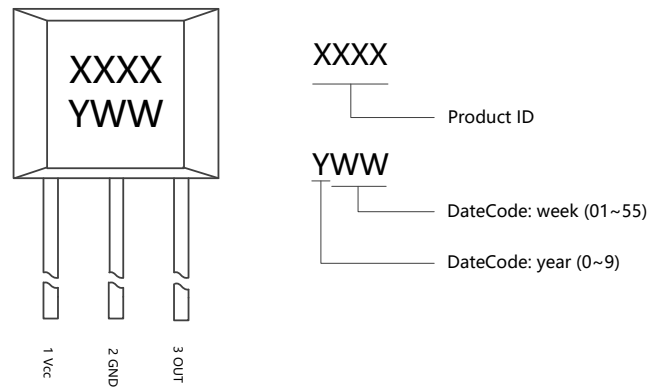 XXXX
YWW
1 Vcc
2 GND
3 OUT
XXXX
Product ID
YWW
DateCode: week (01~55)
DateCode: year (0~9)